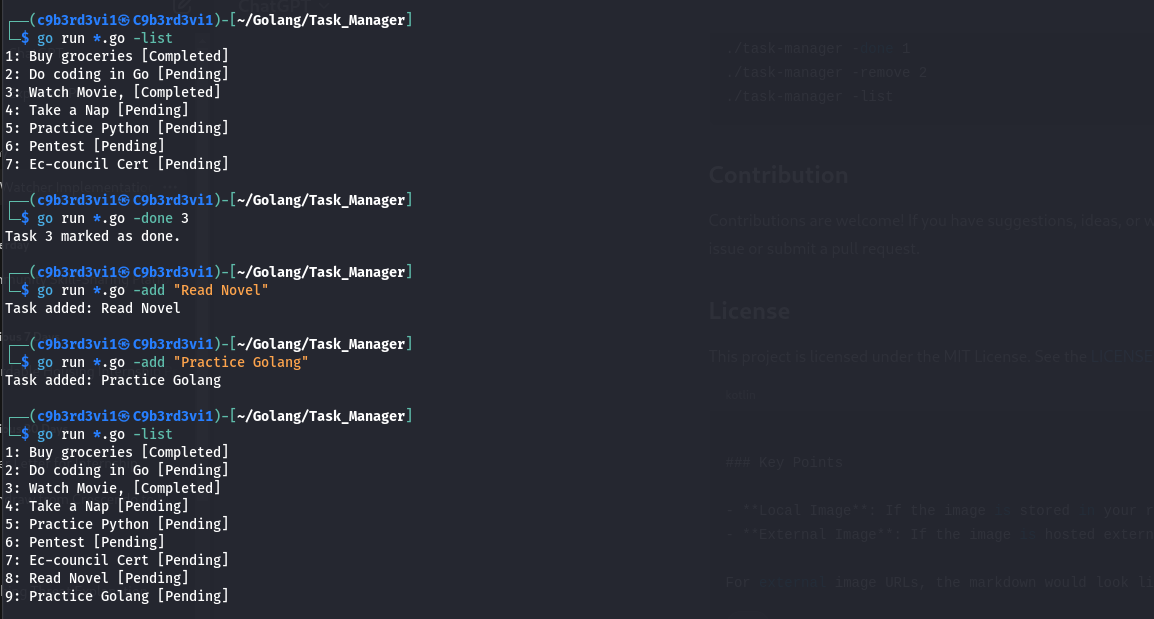 ┌──(c9b3rd3vi1㉿C9b3rd3vi1)-[~/Golang/Task_Manager]
└─$ go run *.go -list
1: Buy groceries [Completed]
2: Do coding in Go [Pending]
3: Watch Movie, [Completed]
4: Take a Nap [Pending]
5: Practice Python [Pending]
6: Pentest [Pending]
7: Ec-council Cert [Pending]
┌──(c9b3rd3vi1㉿C9b3rd3vi1)-[~/Golang/Task_Manager]
└─$ go run *.go -done 3
Task 3 marked as done.
┌──(c9b3rd3vi1㉿C9b3rd3vi1)-[~/Golang/Task_Manager]
└─$ go run *.go -add "Read Novel"
Task added: Read Novel
┌──(c9b3rd3vi1㉿C9b3rd3vi1)-[~/Golang/Task_Manager]
└─$ go run *.go -add "Practice Golang"
Task added: Practice Golang
┌──(c9b3rd3vi1㉿C9b3rd3vi1)-[~/Golang/Task_Manager]
└─$ go run *.go -list
1: Buy groceries [Completed]
2: Do coding in Go [Pending]
3: Watch Movie, [Completed]
4: Take a Nap [Pending]
5: Practice Python [Pending]
6: Pentest [Pending]
7: Ec-council Cert [Pending]
8: Read Novel [Pending]
9: Practice Golang [Pending]
ChatGPT
./task-manager -done 1
./task-manager -remove 2
./task-manager -list
Contribution
Contributions are welcome! If you have suggestions, ideas, or
issue or submit a pull request.
License
This project is licensed under the MIT License. See the
### Key Points
- **Local Image**: If the image is stored in your
- **External Image**: If the image is hosted
For external image URLs, the markdown would look